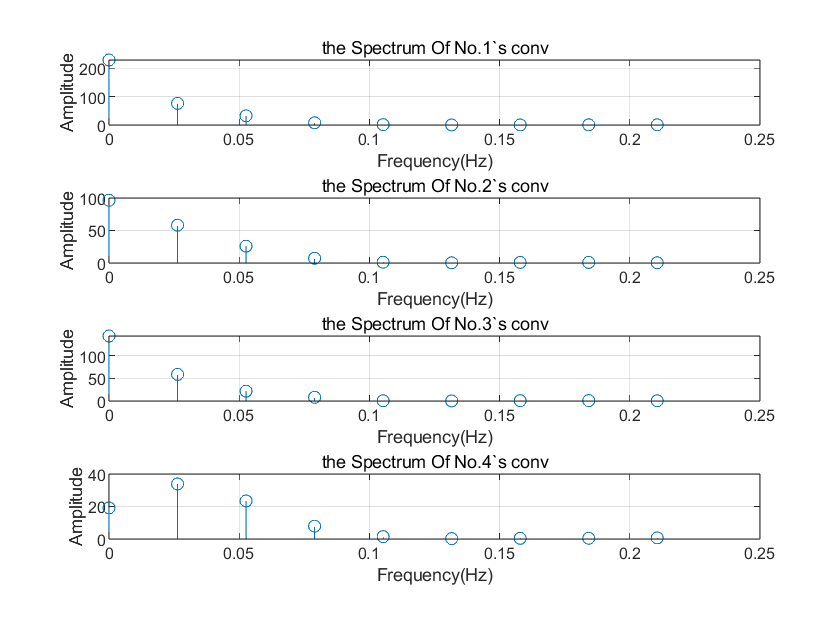 the Spectrum Of No.1`s conv
Amplitude
200
100
0
0 0.05 0.1 0.15 0.2 0.25
Frequency(Hz)
the Spectrum Of No.2`s conv
Amplitude
100
50
0
0 0.05 0.1 0.15 0.2 0.25
Frequency(Hz)
the Spectrum Of No.3`s conv
Amplitude
100
50
0
0 0.05 0.1 0.15 0.2 0.25
Frequency(Hz)
the Spectrum Of No.4`s conv
Amplitude
40
20
0
0 0.05 0.1 0.15 0.2 0.25
Frequency(Hz)